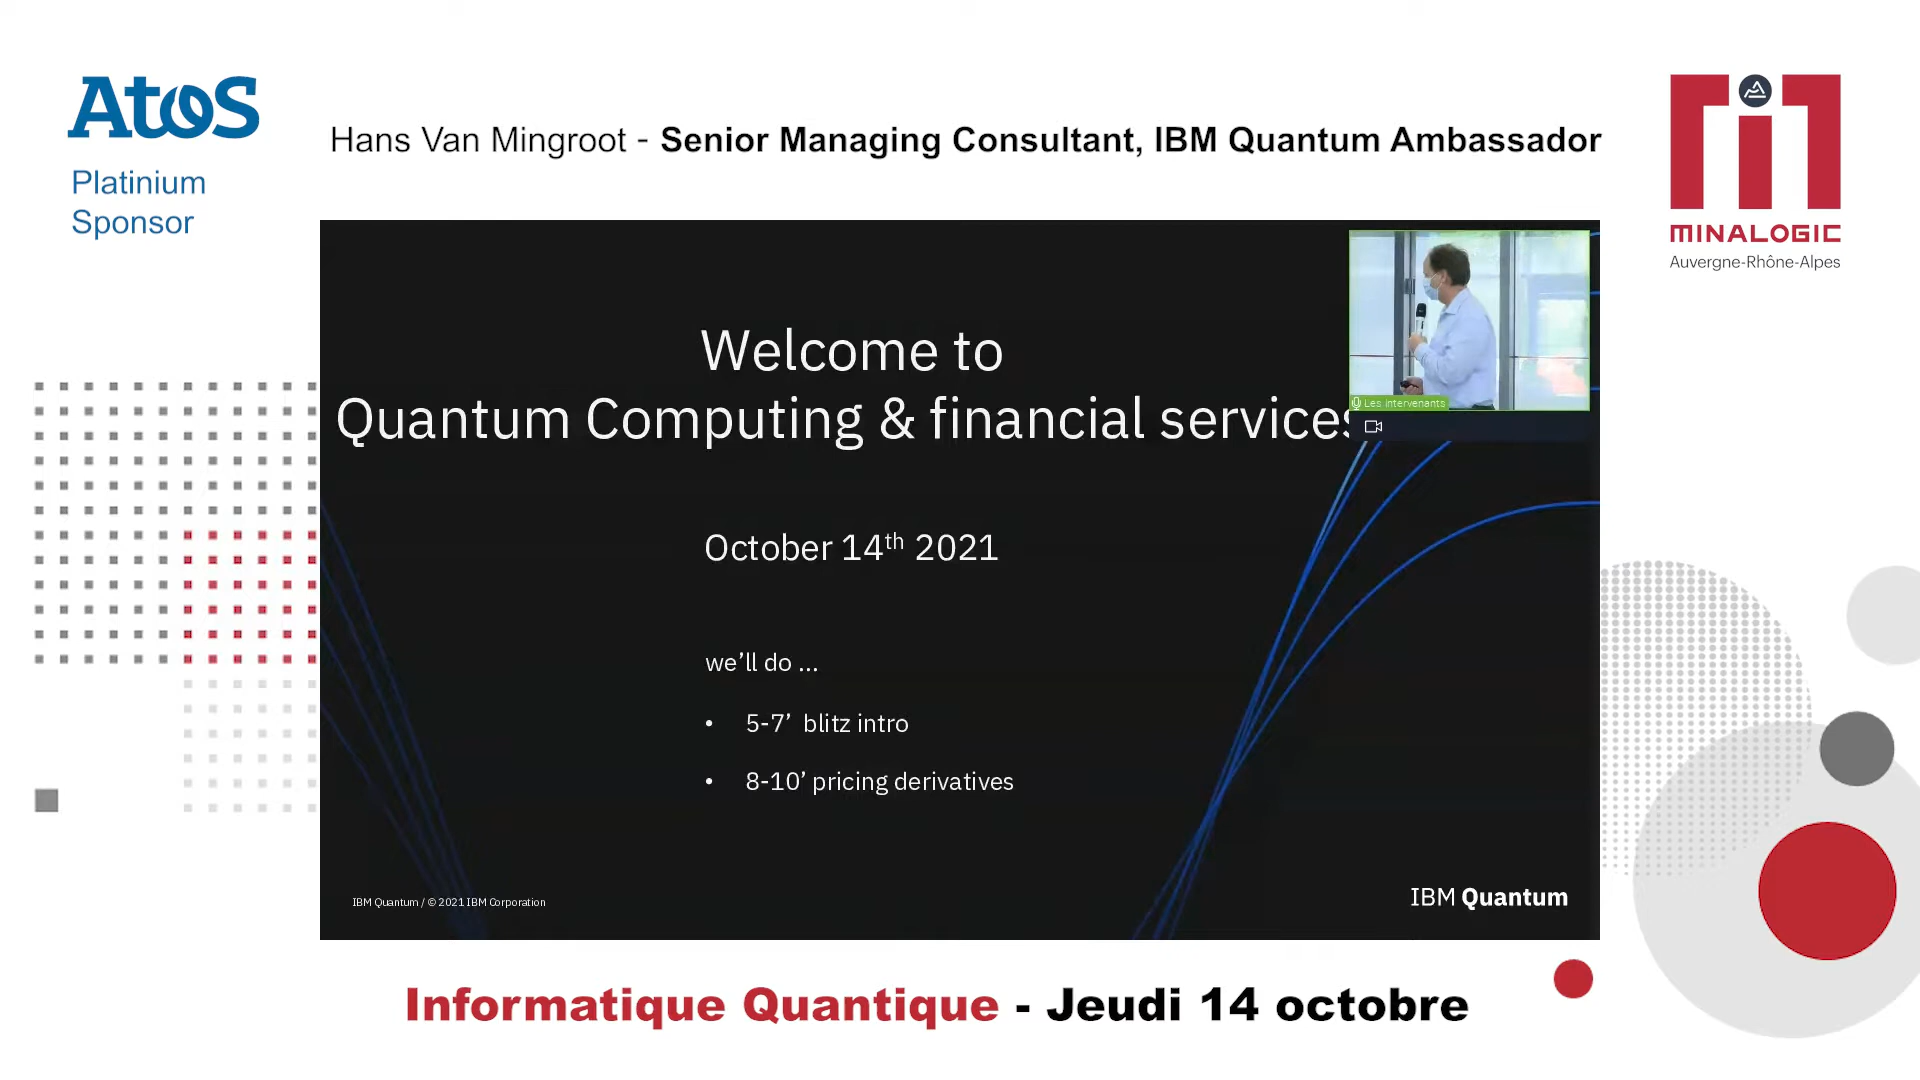 Atos
Platinium
Sponsor
Hans Van Mingroot - Senior Managing Consultant, IBM Quantum Ambassador
MINALOGIC
Auvergne-Rhône-Alpes
Welcome to
Quantum Computing & financial services
Les intervenants
October 14th 2021
we’ll do ...
• 5-7’ blitz intro
• 8-10’ pricing derivatives
IBM Quantum / © 2021 IBM Corporation
IBM Quantum
Informatique Quantique - Jeudi 14 octobre